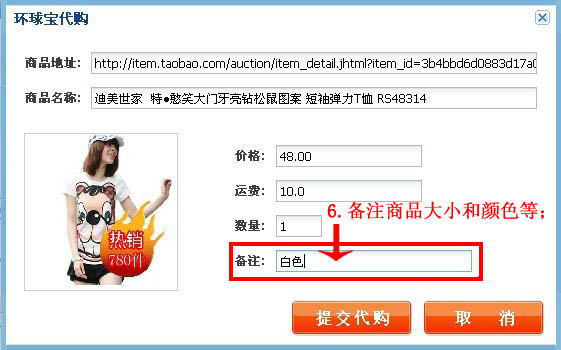 环球宝代购
商品地址: http://item.taobao.com/auction/item_detail.jhtml?item_id=3b4bbd6d0883d17a0
商品名称: 迪美世家 特●憨笑大门牙亮钻松鼠图案 短袖弹力T恤 RS48314
价格: 48.00
运费: 10.0
6.备注商品大小和颜色等;
数量: 1
备注: 白色
热销
780件
提交代购 取 消